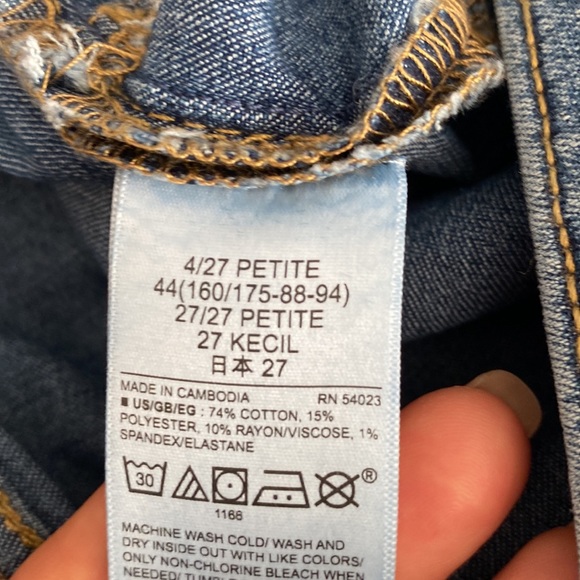 4/27 PETITE
44(160/175-88-94)
27/27 PETITE
27 KECIL
日本 27
MADE IN CAMBODIA RN 54023
■ US/GB/EG : 74% COTTON, 15%
POLYESTER, 10% RAYON/VISCOSE, 1%
SPANDEX/ELASTANE
30 ®
1168
MACHINE WASH COLD/ WASH AND
DRY INSIDE OUT WITH LIKE COLORS/
ONLY NON-CHLORINE BLEACH WHEN
NEEDED/